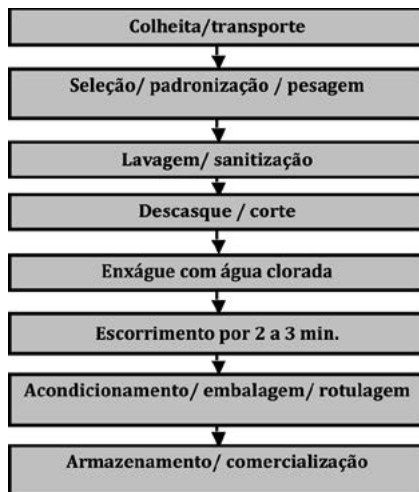 Colheita/transporte
Seleção/ padronização / pesagem
Lavagem/ sanitização
Descasque / corte
Enxágue com água clorada
Escorrimento por 2 a 3 min.
Acondicionamento/ embalagem/ rotulagem
Armazenamento/ comercialização